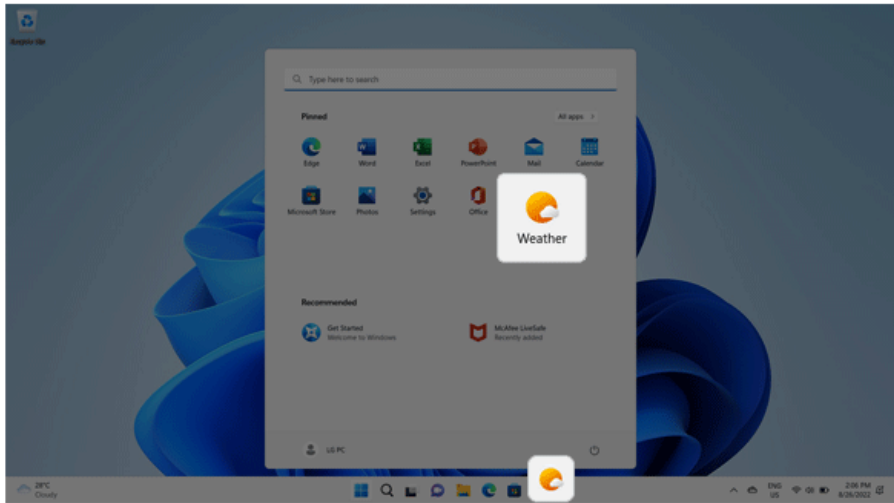 Recycle Bin
Type here to search
Pinned
All apps >
Edge
Word
Excel
PowerPoint
Mail
Calendar
Microsoft Store
Photos
Settings
Office
Weather
Recommended
Get Started
Welcome to Windows
McAfee LiveSafe
Recently added
US PC
29°C
Cloudy
ENG
US
2:06 PM
8/26/2022